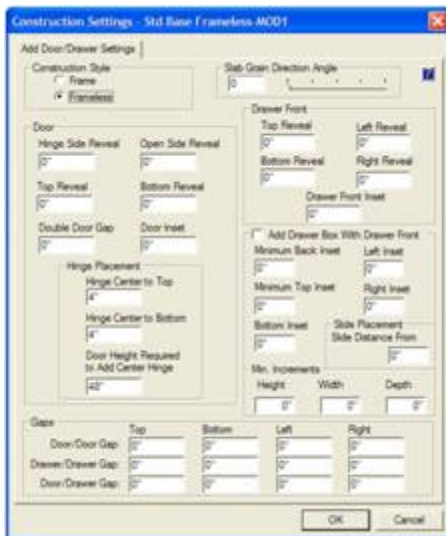 Construction Settings - Std Base Frameless-MOD1
Add Door/Drawer Settings
Construction Style
Frame
Frameless
Slab Grain Direction Angle
0
Door
Hinge Side Reveal Open Side Reveal
0" 0"
Top Reveal Bottom Reveal
0" 0"
Double Door Gap Door Inset
0" 0"
Hinge Placement
Hinge Center to Top
4"
Hinge Center to Bottom
4"
Door Height Required
to Add Center Hinge
48"
Drawer Front
Top Reveal Left Reveal
0" 0"
Bottom Reveal Right Reveal
0" 0"
Drawer Front Inset
0"
Add Drawer Box With Drawer Front
Minimum Back Inset Left Inset
0" 0"
Minimum Top Inset Right Inset
0" 0"
Bottom Inset
0"
Slide Placement
Slide Distance From
0"
Min. Increments
Height Width Depth
0" 0" 0"
Gaps
Top Bottom Left Right
Door/Door Gap: 0" 0" 0" 0"
Drawer/Drawer Gap: 0" 0" 0" 0"
Door/Drawer Gap: 0" 0" 0" 0"
OK Cancel